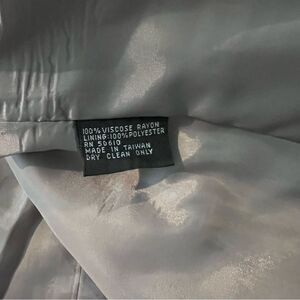 100% VISCOSE RAYON
LINING:100% POLYESTER
RN 50610
MADE IN TAIWAN
DRY CLEAN ONLY